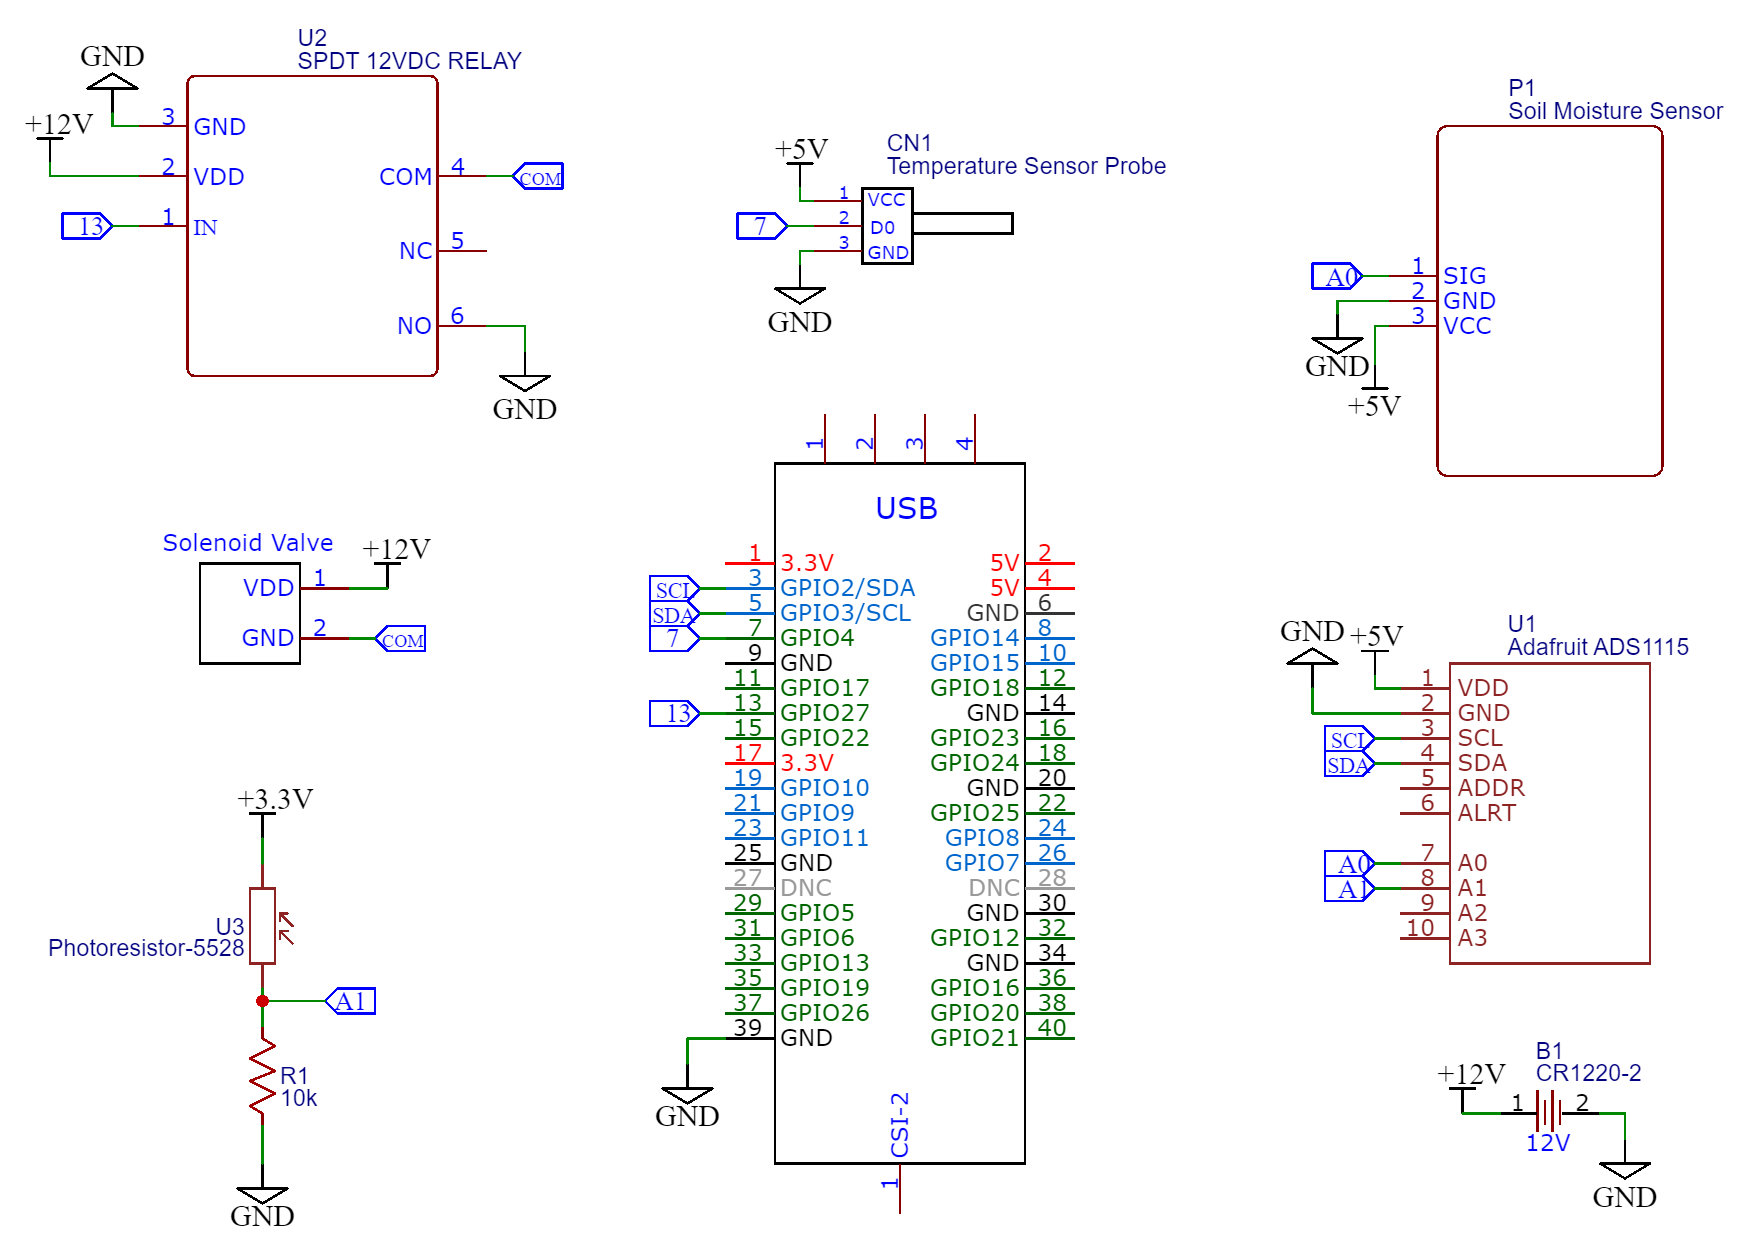 U2
SPDT 12VDC RELAY
GND
+12V
3
GND
2
VDD
13
1
IN
COM
4
COM
NC
5
NO
6
GND
+5V
CN1
Temperature Sensor Probe
1
VCC
7
2
D0
3
GND
GND
P1
Soil Moisture Sensor
A0
1
SIG
2
GND
3
VCC
GND
+5V
Solenoid Valve
+12V
VDD
1
GND
2
COM
+3.3V
U3
Photoresistor-5528
A1
R1
10k
GND
1
2
3
4
USB
1 3.3V 5V 2
SCL 3 GPIO2/SDA 5V 4
SDA 5 GPIO3/SCL GND 6
7 7 GPIO4 GPIO14 8
9 GND GPIO15 10
11 GPIO17 GPIO18 12
13 13 GPIO27 GND 14
15 GPIO22 GPIO23 16
17 3.3V GPIO24 18
19 GPIO10 GND 20
21 GPIO9 GPIO25 22
23 GPIO11 GPIO8 24
25 GND GPIO7 26
27 DNC DNC 28
29 GPIO5 GND 30
31 GPIO6 GPIO12 32
33 GPIO13 GND 34
35 GPIO19 GPIO16 36
37 GPIO26 GPIO20 38
39 GND GPIO21 40
GND
CSI-2
1
U1
Adafruit ADS1115
GND
+5V
1 VDD
2 GND
SCL 3 SCL
SDA 4 SDA
5 ADDR
6 ALRT
A0 7 A0
A1 8 A1
9 A2
10 A3
B1
CR1220-2
+12V
1
2
12V
GND